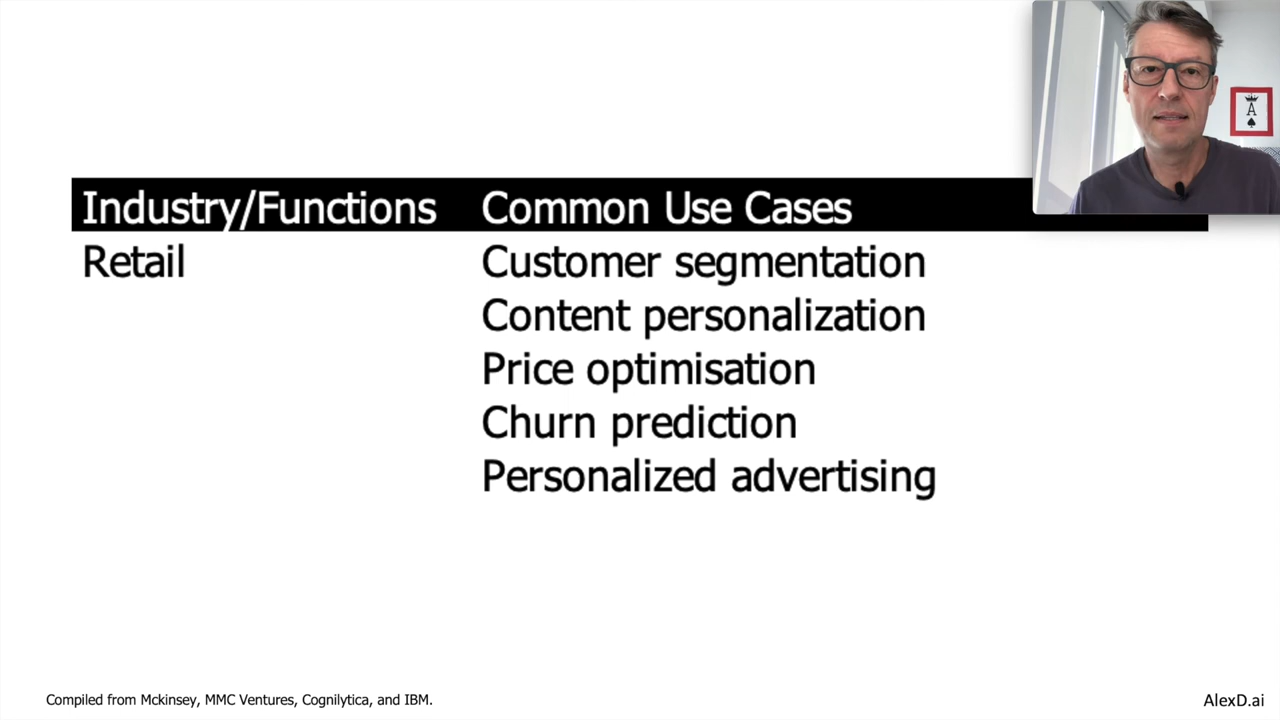 Industry/Functions Common Use Cases
Retail Customer segmentation
Content personalization
Price optimisation
Churn prediction
Personalized advertising
A
Compiled from Mckinsey, MMC Ventures, Cognilytica, and IBM.
AlexD.ai